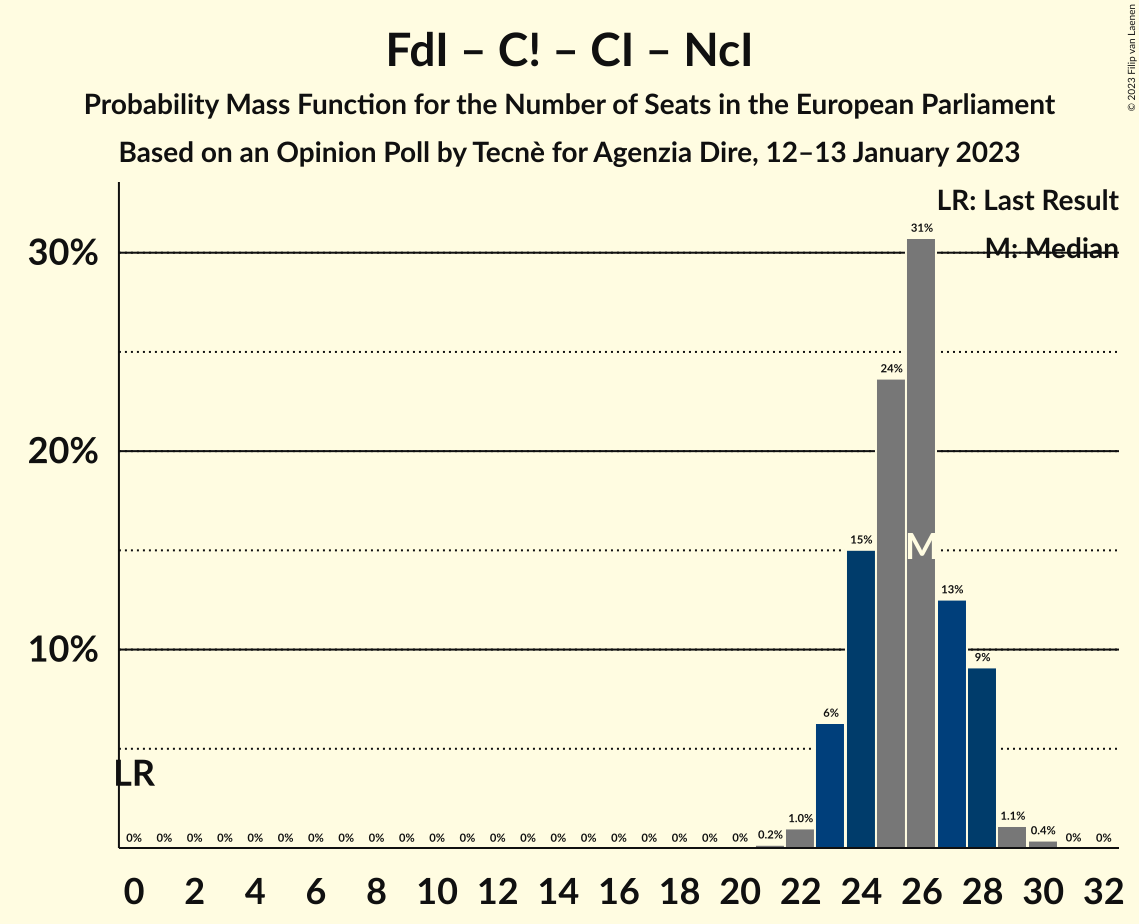 FdI – C! – CI – NcI
Probability Mass Function for the Number of Seats in the European Parliament
Based on an Opinion Poll by Tecnè for Agenzia Dire, 12–13 January 2023
© 2023 Filip van Laenen
LR: Last Result
M: Median
30%
20%
10%
31%
24%
15%
13%
9%
6%
M
LR
0% 0% 0% 0% 0% 0% 0% 0% 0% 0% 0% 0% 0% 0% 0% 0% 0% 0% 0% 0% 0% 0.2% 1.0% 1.1% 0.4% 0% 0%
0 2 4 6 8 10 12 14 16 18 20 22 24 26 28 30 32